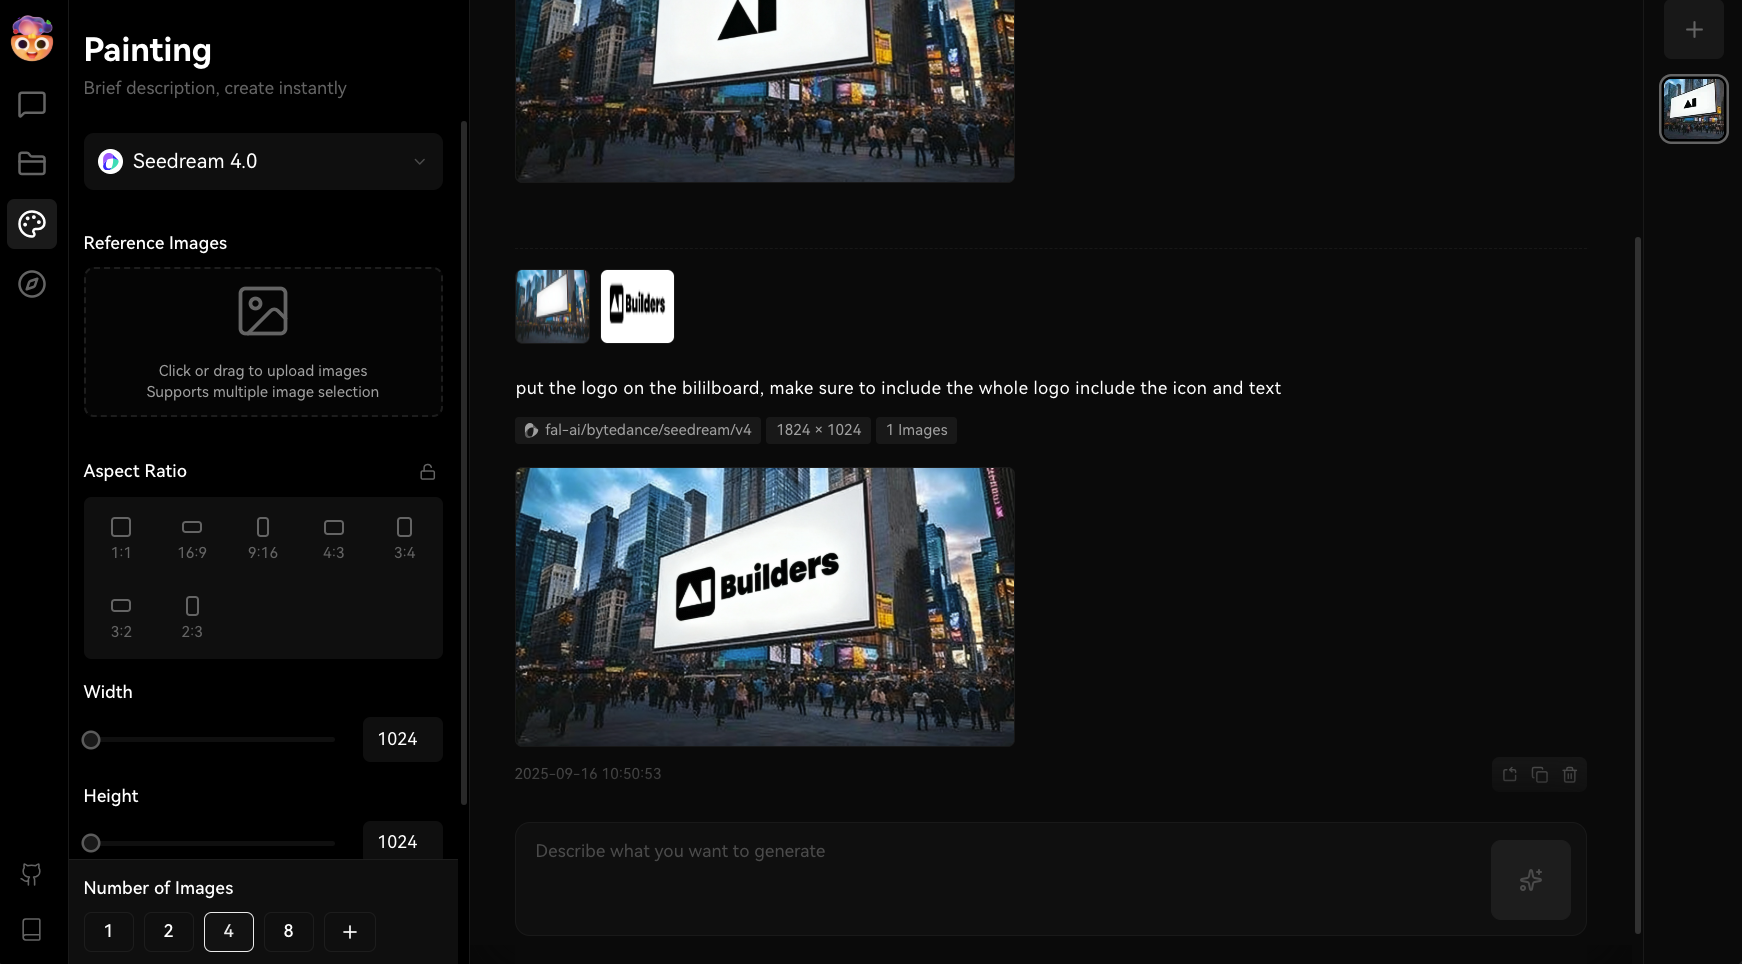 Painting
Brief description, create instantly
Seedream 4.0
Reference Images
Click or drag to upload images
Supports multiple image selection
Aspect Ratio
1:1
16:9
9:16
4:3
3:4
3:2
2:3
Width
1024
Height
1024
Number of Images
1
2
4
8
+
AI
AI Builders
put the logo on the bililboard, make sure to include the whole logo include the icon and text
fal-ai/bytedance/seedream/v4
1824 × 1024
1 Images
AI Builders
2025-09-16 10:50:53
Describe what you want to generate
+
AI